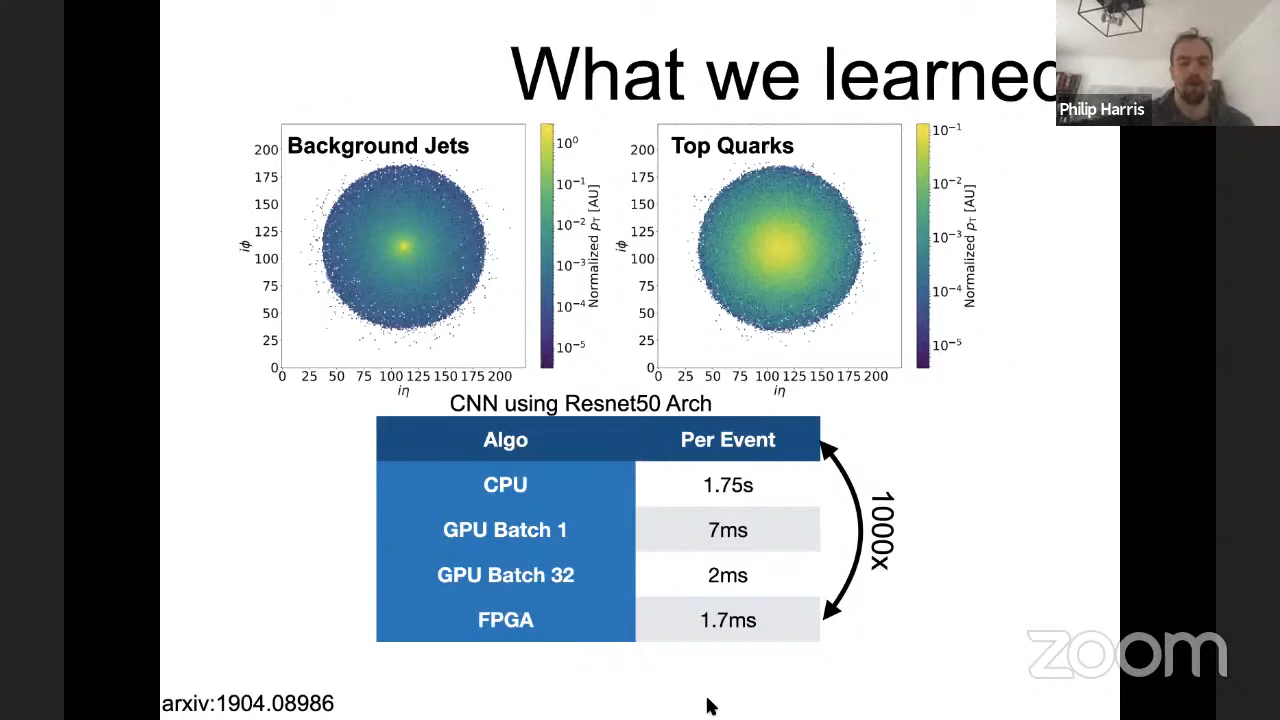 What we learned
Philip Harris
Background Jets
Top Quarks
200
175
150
125
100
75
50
25
0
iϕ
0 25 50 75 100 125 150 175 200
iη
10⁰
10⁻¹
10⁻²
10⁻³
10⁻⁴
10⁻⁵
Normalized pT [AU]
200
175
150
125
100
75
50
25
0
iϕ
0 25 50 75 100 125 150 175 200
iη
10⁻¹
10⁻²
10⁻³
10⁻⁴
10⁻⁵
Normalized pT [AU]
CNN using Resnet50 Arch
Algo Per Event
CPU 1.75s
GPU Batch 1 7ms
GPU Batch 32 2ms
FPGA 1.7ms
1000x
zoom
arxiv:1904.08986